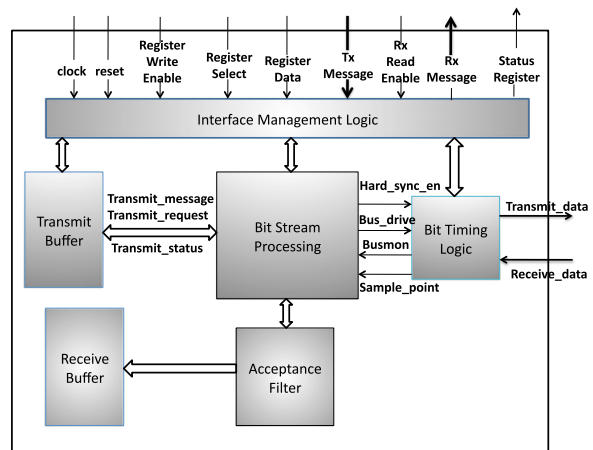 clock
reset
Register
Write
Enable
Register
Select
Register
Data
Tx
Message
Rx
Read
Enable
Rx
Message
Status
Register
Interface Management Logic
Transmit
Buffer
Transmit_message
Transmit_request
Transmit_status
Bit Stream
Processing
Hard_sync_en
Bus_drive
Busmon
Sample_point
Bit Timing
Logic
Transmit_data
Receive_data
Receive
Buffer
Acceptance
Filter